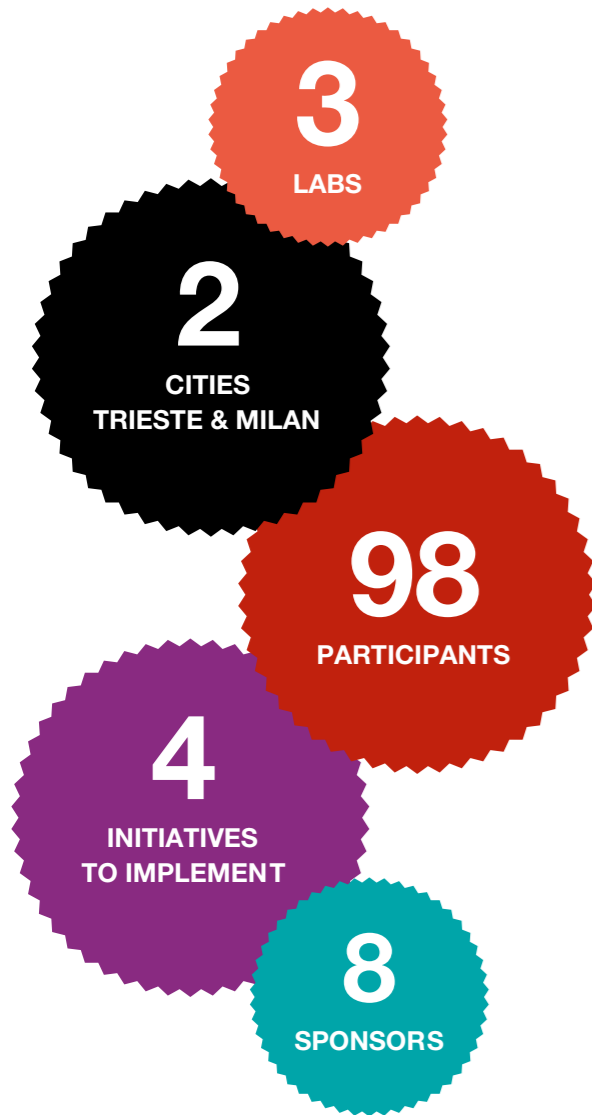 3
LABS
2
CITIES
TRIESTE & MILAN
98
PARTICIPANTS
4
INITIATIVES
TO IMPLEMENT
8
SPONSORS